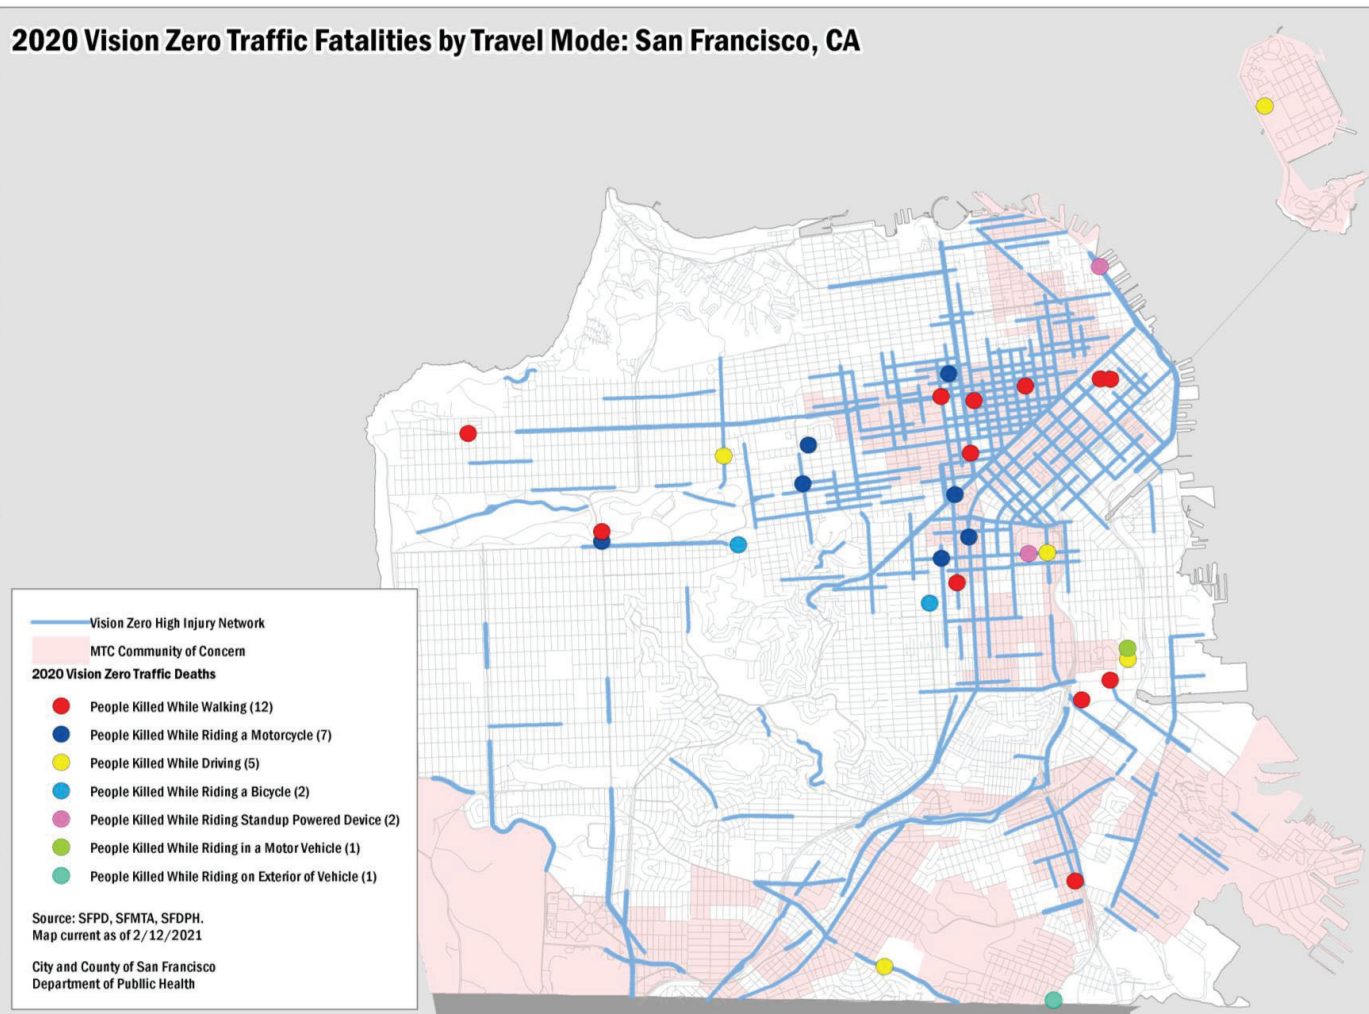 2020 Vision Zero Traffic Fatalities by Travel Mode: San Francisco, CA
Vision Zero High Injury Network
MTC Community of Concern
2020 Vision Zero Traffic Deaths
People Killed While Walking (12)
People Killed While Riding a Motorcycle (7)
People Killed While Driving (5)
People Killed While Riding a Bicycle (2)
People Killed While Riding Standup Powered Device (2)
People Killed While Riding in a Motor Vehicle (1)
People Killed While Riding on Exterior of Vehicle (1)
Source: SFPD, SFMTA, SFDPH.
Map current as of 2/12/2021
City and County of San Francisco
Department of Publlic Health